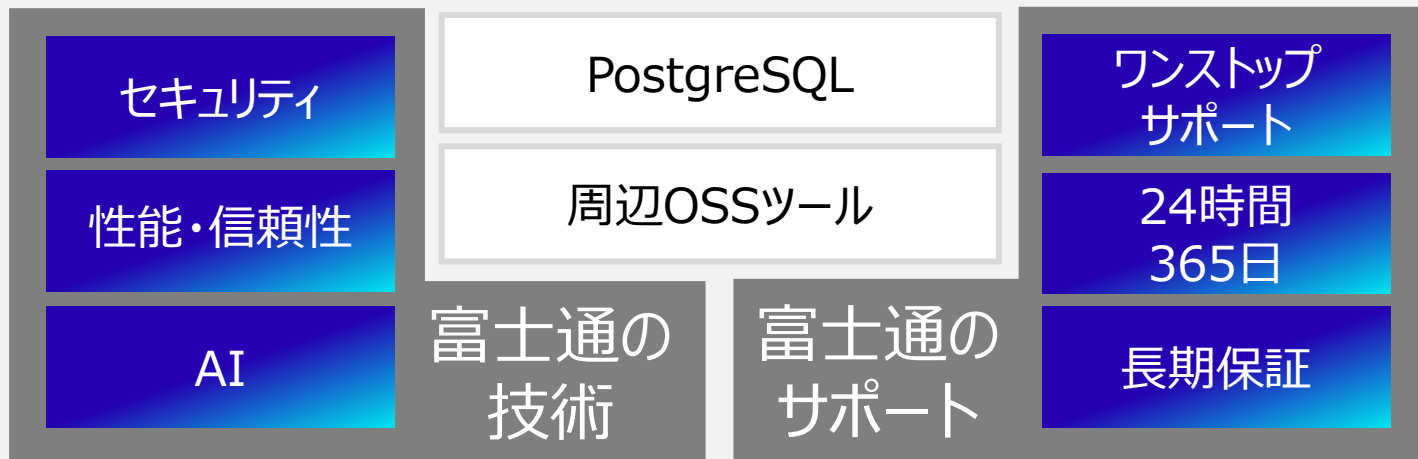 セキュリティ
性能・信頼性
AI
富士通の
技術
PostgreSQL
周辺OSSツール
富士通の
サポート
ワンストップ
サポート
24時間
365日
長期保証